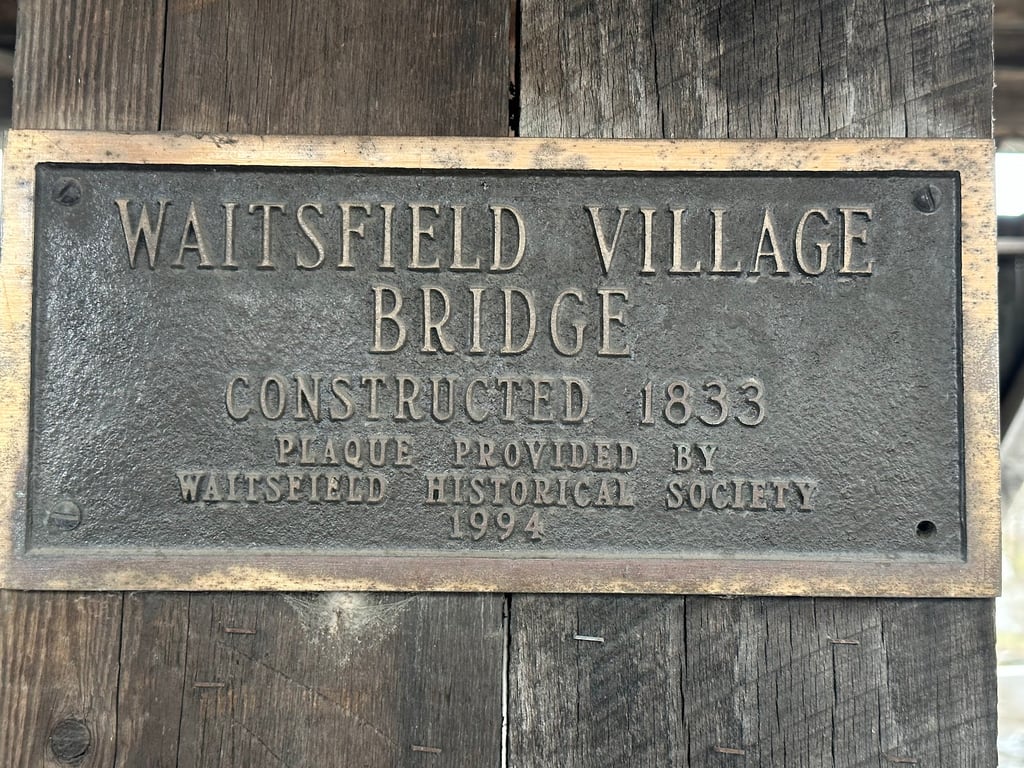 WAITSFIELD VILLAGE
BRIDGE
CONSTRUCTED 1833
PLAQUE PROVIDED BY
WAITSFIELD HISTORICAL SOCIETY
1994